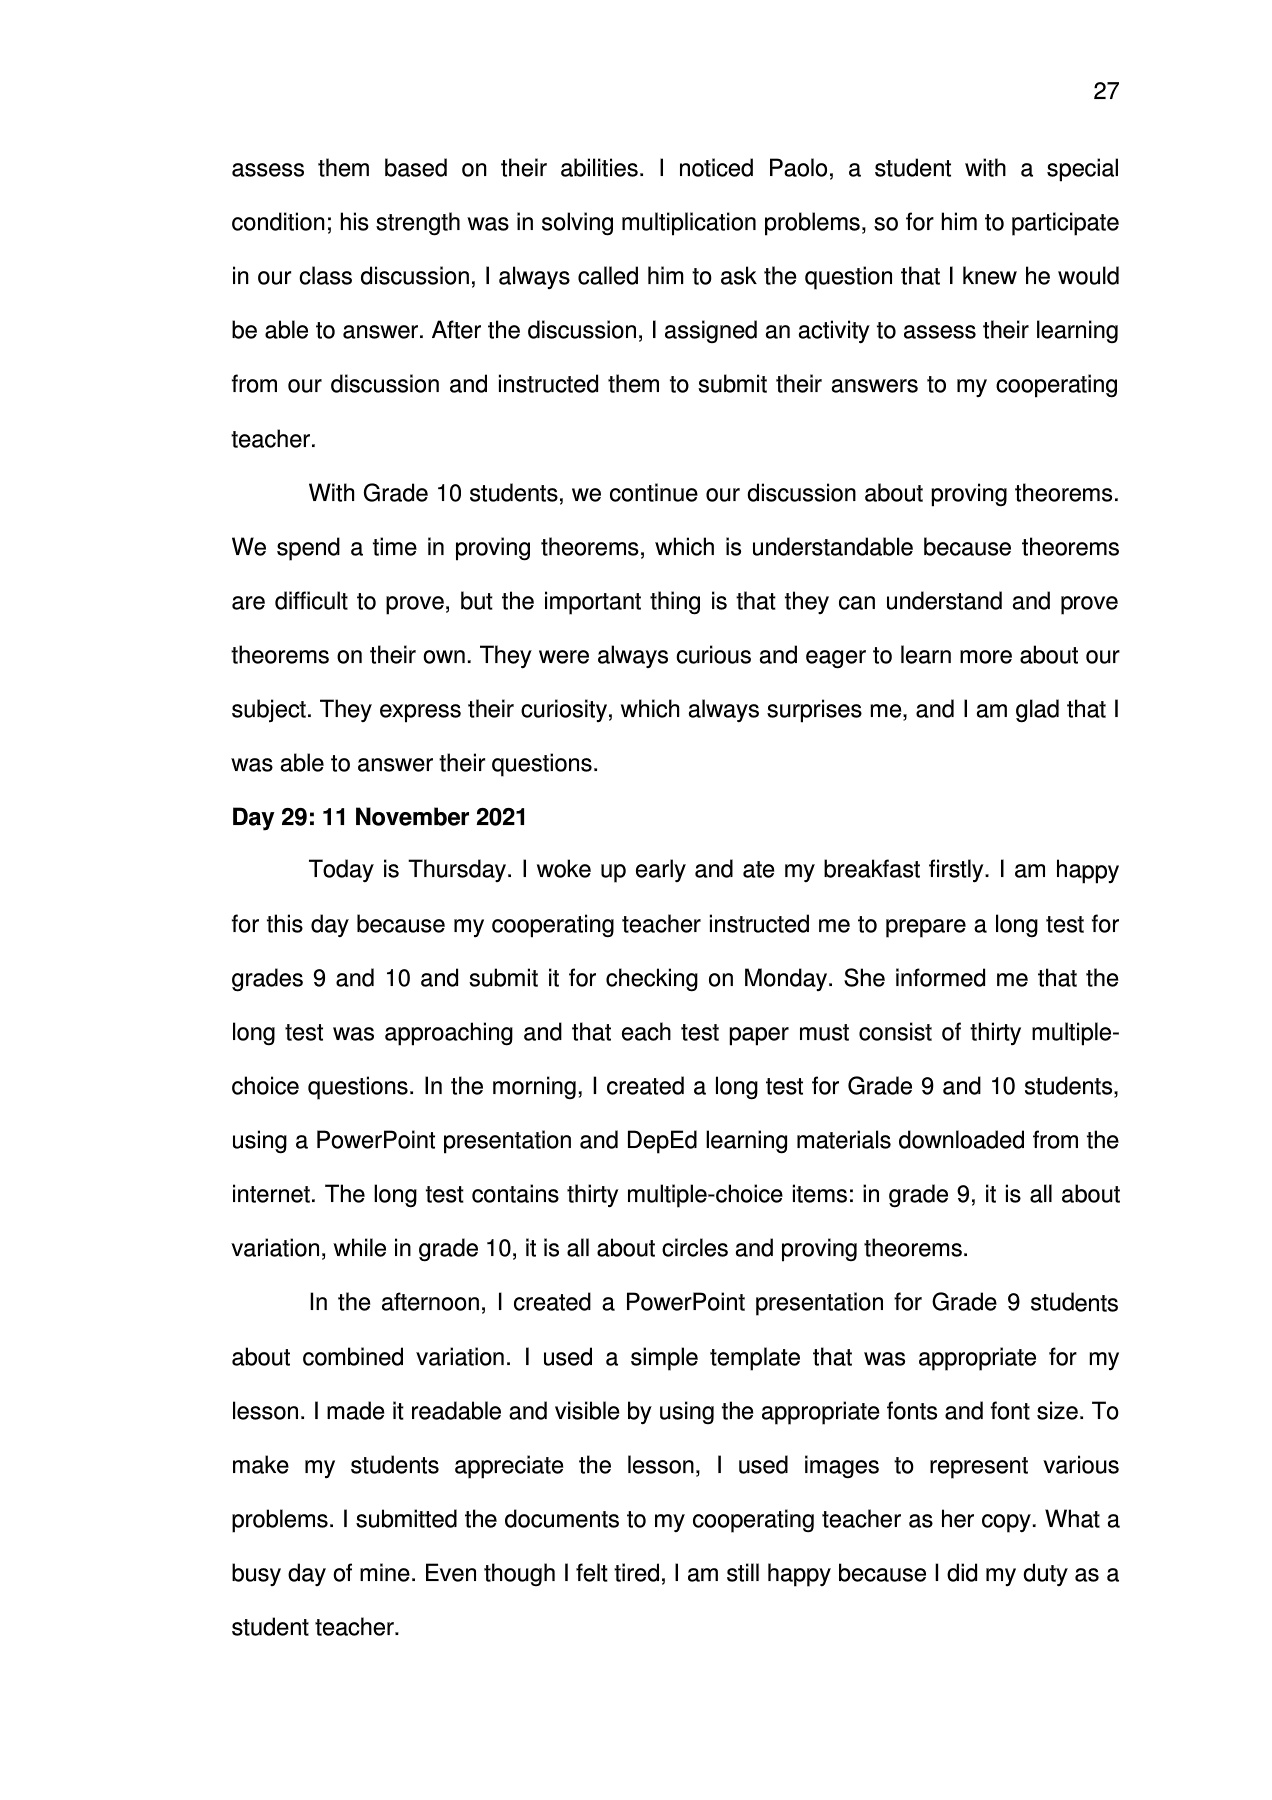 27
assess them based on their abilities. I noticed Paolo, a student with a special
condition; his strength was in solving multiplication problems, so for him to participate
in our class discussion, I always called him to ask the question that I knew he would
be able to answer. After the discussion, I assigned an activity to assess their learning
from our discussion and instructed them to submit their answers to my cooperating
teacher.
With Grade 10 students, we continue our discussion about proving theorems.
We spend a time in proving theorems, which is understandable because theorems
are difficult to prove, but the important thing is that they can understand and prove
theorems on their own. They were always curious and eager to learn more about our
subject. They express their curiosity, which always surprises me, and I am glad that I
was able to answer their questions.
Day 29: 11 November 2021
Today is Thursday. I woke up early and ate my breakfast firstly. I am happy
for this day because my cooperating teacher instructed me to prepare a long test for
grades 9 and 10 and submit it for checking on Monday. She informed me that the
long test was approaching and that each test paper must consist of thirty multiple-
choice questions. In the morning, I created a long test for Grade 9 and 10 students,
using a PowerPoint presentation and DepEd learning materials downloaded from the
internet. The long test contains thirty multiple-choice items: in grade 9, it is all about
variation, while in grade 10, it is all about circles and proving theorems.
In the afternoon, I created a PowerPoint presentation for Grade 9 students
about combined variation. I used a simple template that was appropriate for my
lesson. I made it readable and visible by using the appropriate fonts and font size. To
make my students appreciate the lesson, I used images to represent various
problems. I submitted the documents to my cooperating teacher as her copy. What a
busy day of mine. Even though I felt tired, I am still happy because I did my duty as a
student teacher.